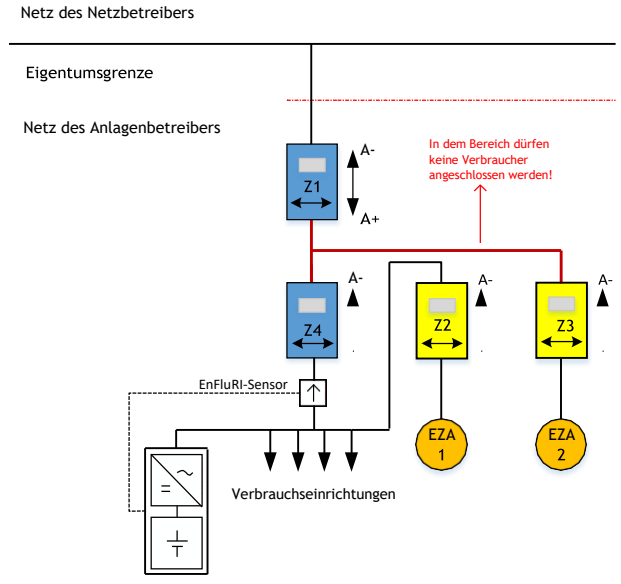 Netz des Netzbetreibers
Eigentumsgrenze
Netz des Anlagenbetreibers
In dem Bereich dürfen
keine Verbraucher
angeschlossen werden!
A-
Z1
A+
A-
Z4
A-
Z2
A-
Z3
EnFluRI-Sensor
EZA
1
EZA
2
Verbrauchseinrichtungen